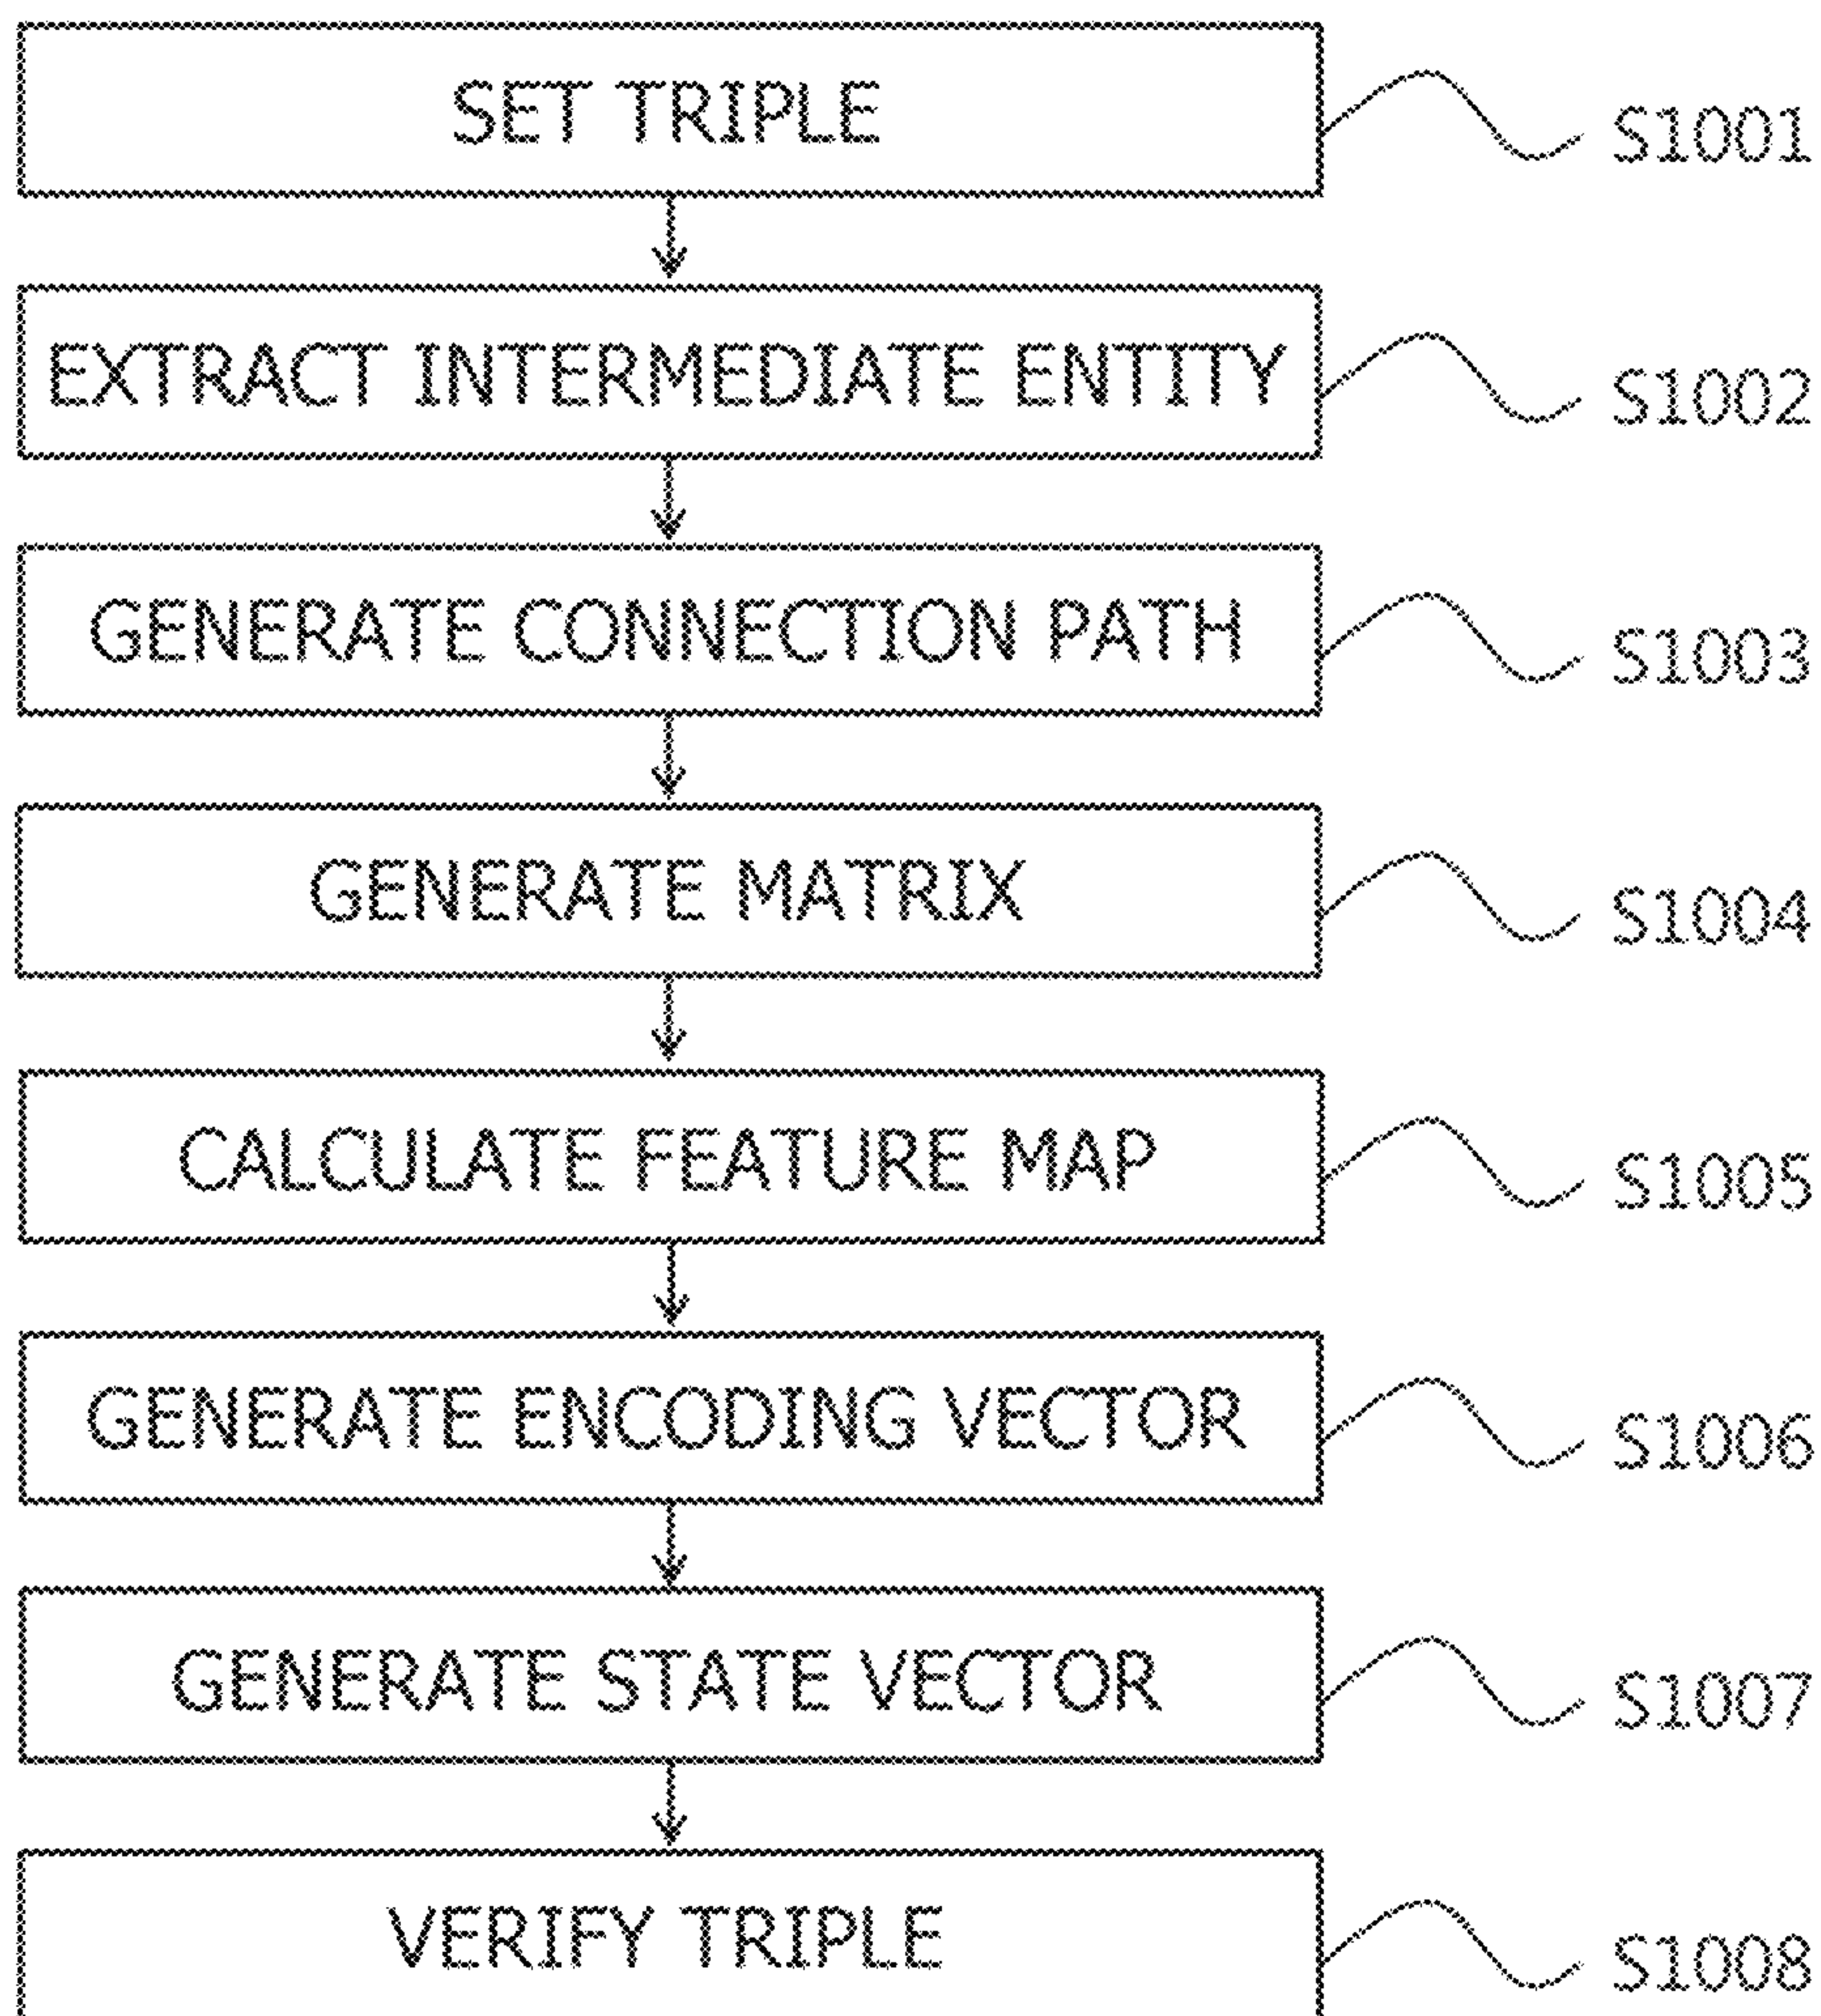 SET TRIPLE S1001
EXTRACT INTERMEDIATE ENTITY S1002
GENERATE CONNECTION PATH S1003
GENERATE MATRIX S1004
CALCULATE FEATURE MAP S1005
GENERATE ENCODING VECTOR S1006
GENERATE STATE VECTOR S1007
VERIFY TRIPLE S1008